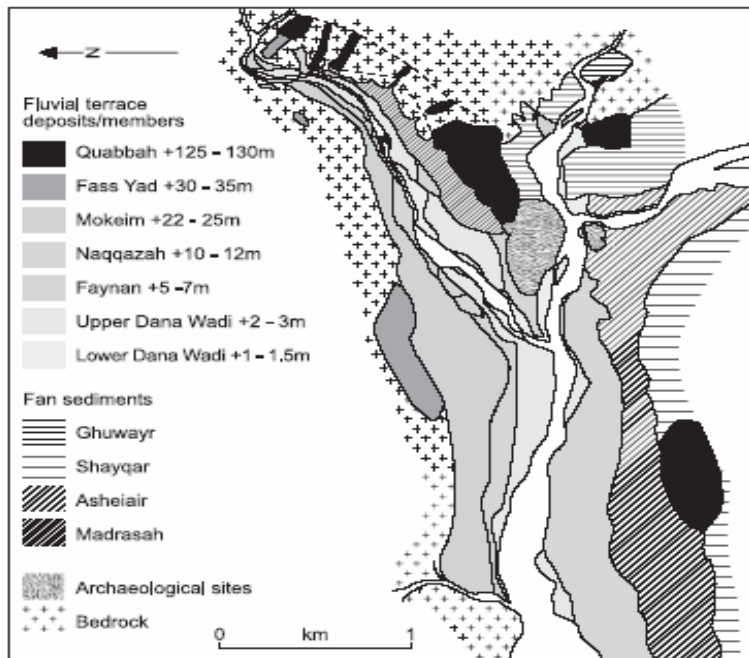 N
Fluvial terrace
deposits/members
Quabbah +125 – 130m
Fass Yad +30 – 35m
Mokeim +22 – 25m
Naqqazah +10 – 12m
Faynan +5 –7m
Upper Dana Wadi +2 – 3m
Lower Dana Wadi +1 – 1.5m
Fan sediments
Ghuwayr
Shayqar
Asheiair
Madrasah
Archaeological sites
Bedrock
0 km 1